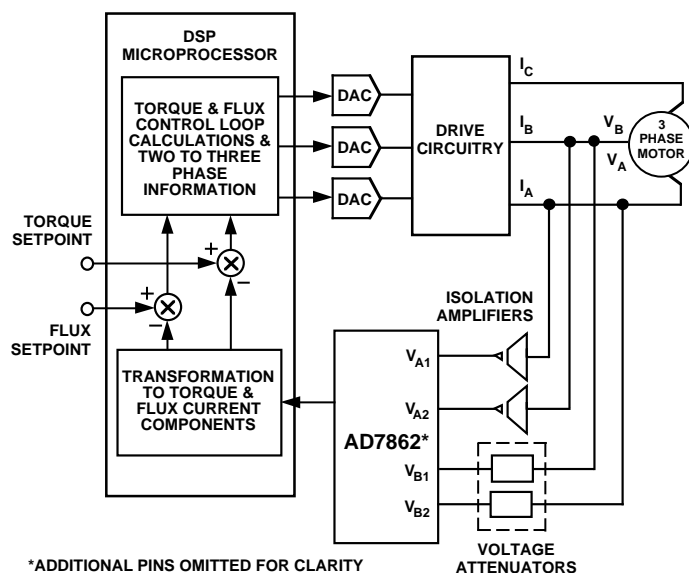 DSP
MICROPROCESSOR
TORQUE & FLUX
CONTROL LOOP
CALCULATIONS &
TWO TO THREE
PHASE
INFORMATION
DAC
DAC
DAC
DRIVE
CIRCUITRY
I_C
I_B
I_A
V_B
V_A
3
PHASE
MOTOR
TORQUE
SETPOINT
+
−
+
−
FLUX
SETPOINT
TRANSFORMATION
TO TORQUE &
FLUX CURRENT
COMPONENTS
ISOLATION
AMPLIFIERS
V_A1
V_A2
AD7862*
V_B1
V_B2
VOLTAGE
ATTENUATORS
*ADDITIONAL PINS OMITTED FOR CLARITY